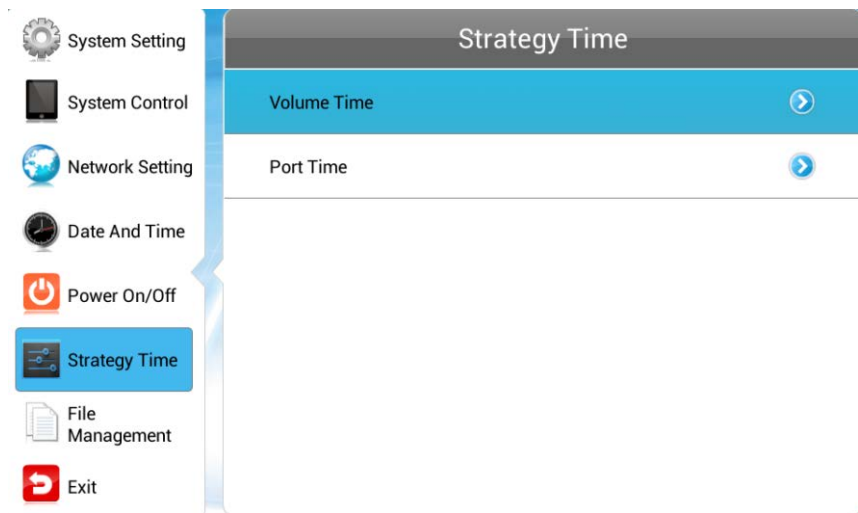 System Setting
System Control
Network Setting
Date And Time
Power On/Off
Strategy Time
File
Management
Exit
Strategy Time
Volume Time
Port Time